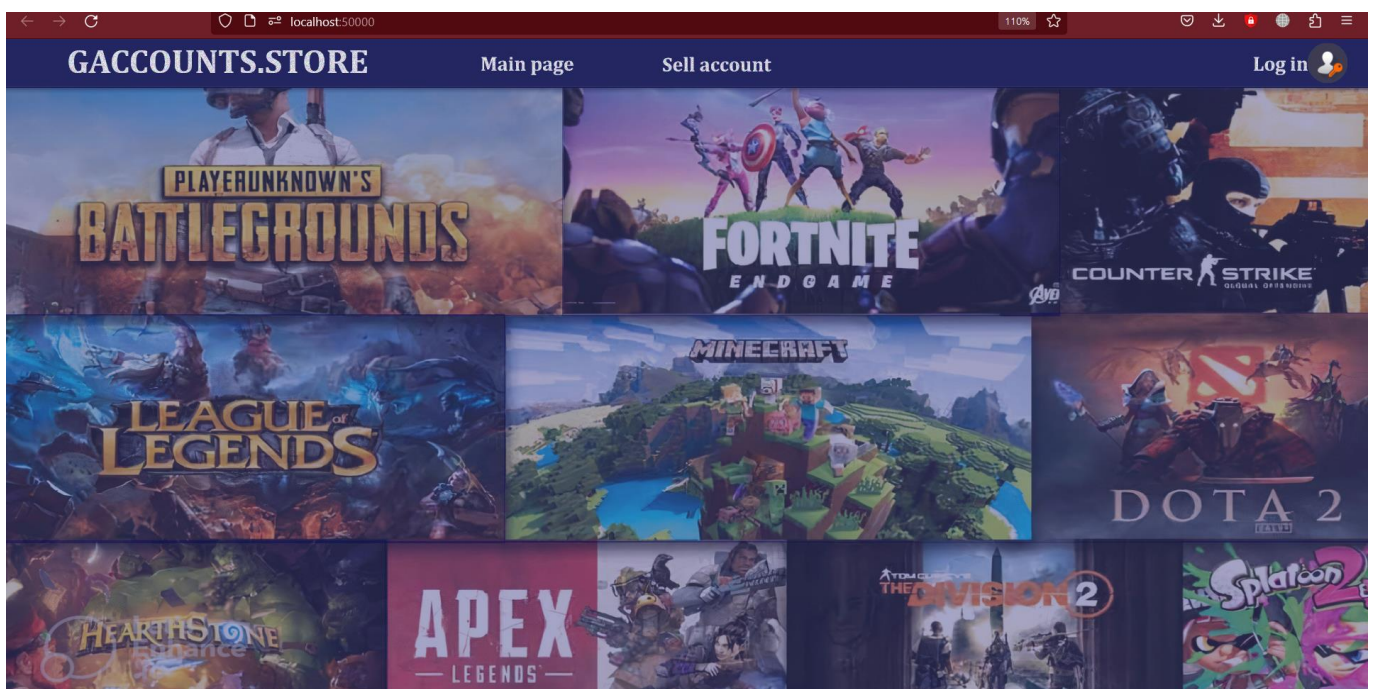 localhost:50000
110%
GACCOUNTS.STORE
Main page
Sell account
Log in
PLAYERUNKNOWN'S
BATTLEGROUNDS
FORTNITE
ENDGAME
COUNTER STRIKE
GLOBAL OFFENSIVE
LEAGUE of
LEGENDS
MINECRAFT
DOTA 2
HEARTHSTONE
Enhance
APEX
LEGENDS
TOM CLANCY'S
THE DIVISION 2
Splatoon
2